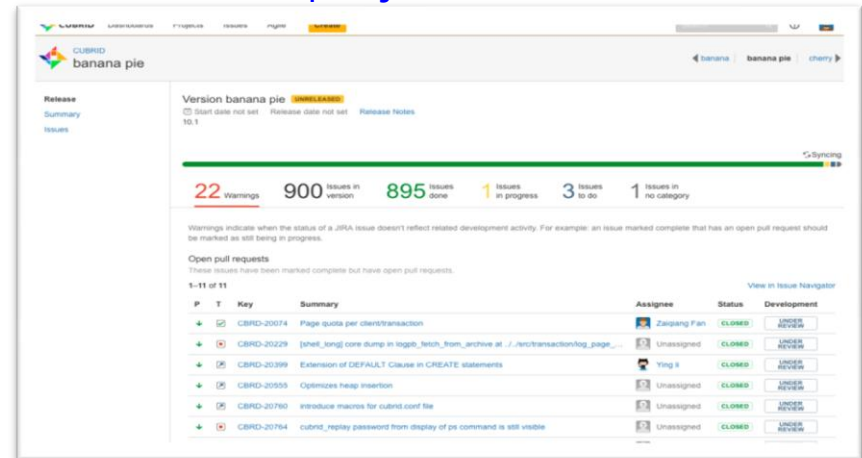 CUBRID Dashboards Projects Issues Agile Create
CUBRID
banana pie
banana banana pie cherry
Release
Summary
Issues
Version banana pie UNRELEASED
Start date not set Release date not set Release Notes
10.1
Syncing
22 Warnings 900 Issues in version 895 Issues done 1 Issues in progress 3 Issues to do 1 Issues in no category
Warnings indicate when the status of a JIRA issue doesn't reflect related development activity. For example: an issue marked complete that has an open pull request should
be marked as still being in progress.
Open pull requests
These issues have been marked complete but have open pull requests.
1–11 of 11 View in Issue Navigator
P T Key Summary Assignee Status Development
CBRD-20074 Page quota per client/transaction Zaiqiang Fan CLOSED UNDER REVIEW
CBRD-20229 [shell_long] core dump in logpb_fetch_from_archive at ../../src/transaction/log_page_... Unassigned CLOSED UNDER REVIEW
CBRD-20399 Extension of DEFAULT Clause in CREATE statements Ying li CLOSED UNDER REVIEW
CBRD-20555 Optimizes heap insertion Unassigned CLOSED UNDER REVIEW
CBRD-20760 introduce macros for cubrid.conf file Unassigned CLOSED UNDER REVIEW
CBRD-20764 cubrid_replay password from display of ps command is still visible Unassigned CLOSED UNDER REVIEW